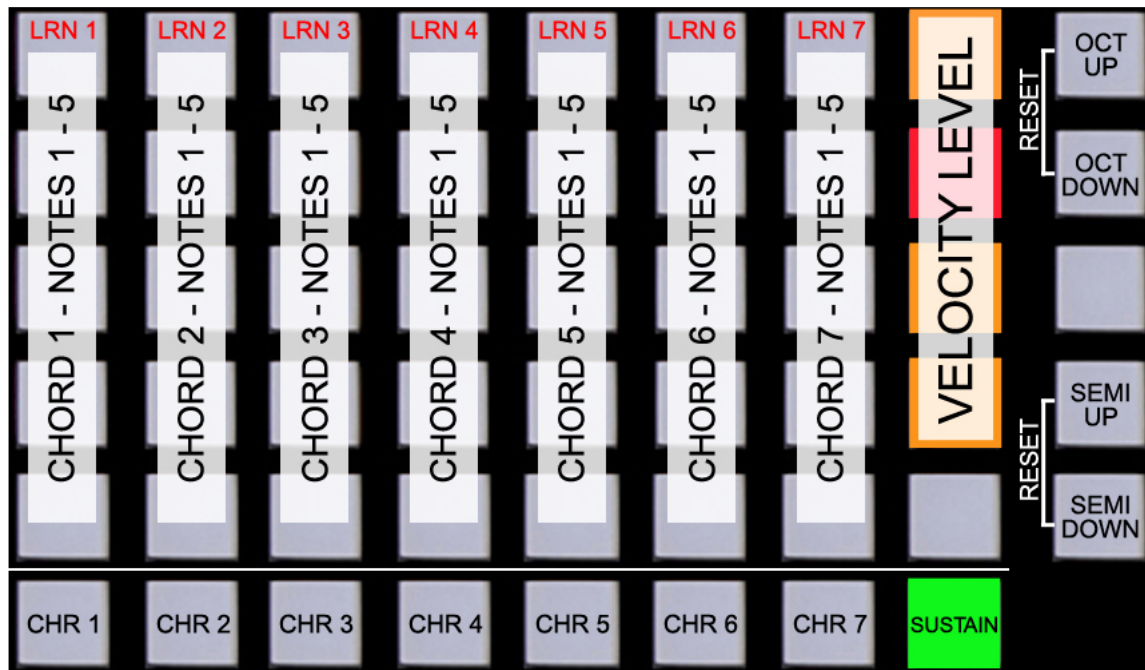 LRN 1
LRN 2
LRN 3
LRN 4
LRN 5
LRN 6
LRN 7
CHORD 1 - NOTES 1 - 5
CHORD 2 - NOTES 1 - 5
CHORD 3 - NOTES 1 - 5
CHORD 4 - NOTES 1 - 5
CHORD 5 - NOTES 1 - 5
CHORD 6 - NOTES 1 - 5
CHORD 7 - NOTES 1 - 5
VELOCITY LEVEL
RESET
OCT
UP
OCT
DOWN
RESET
SEMI
UP
SEMI
DOWN
CHR 1
CHR 2
CHR 3
CHR 4
CHR 5
CHR 6
CHR 7
SUSTAIN